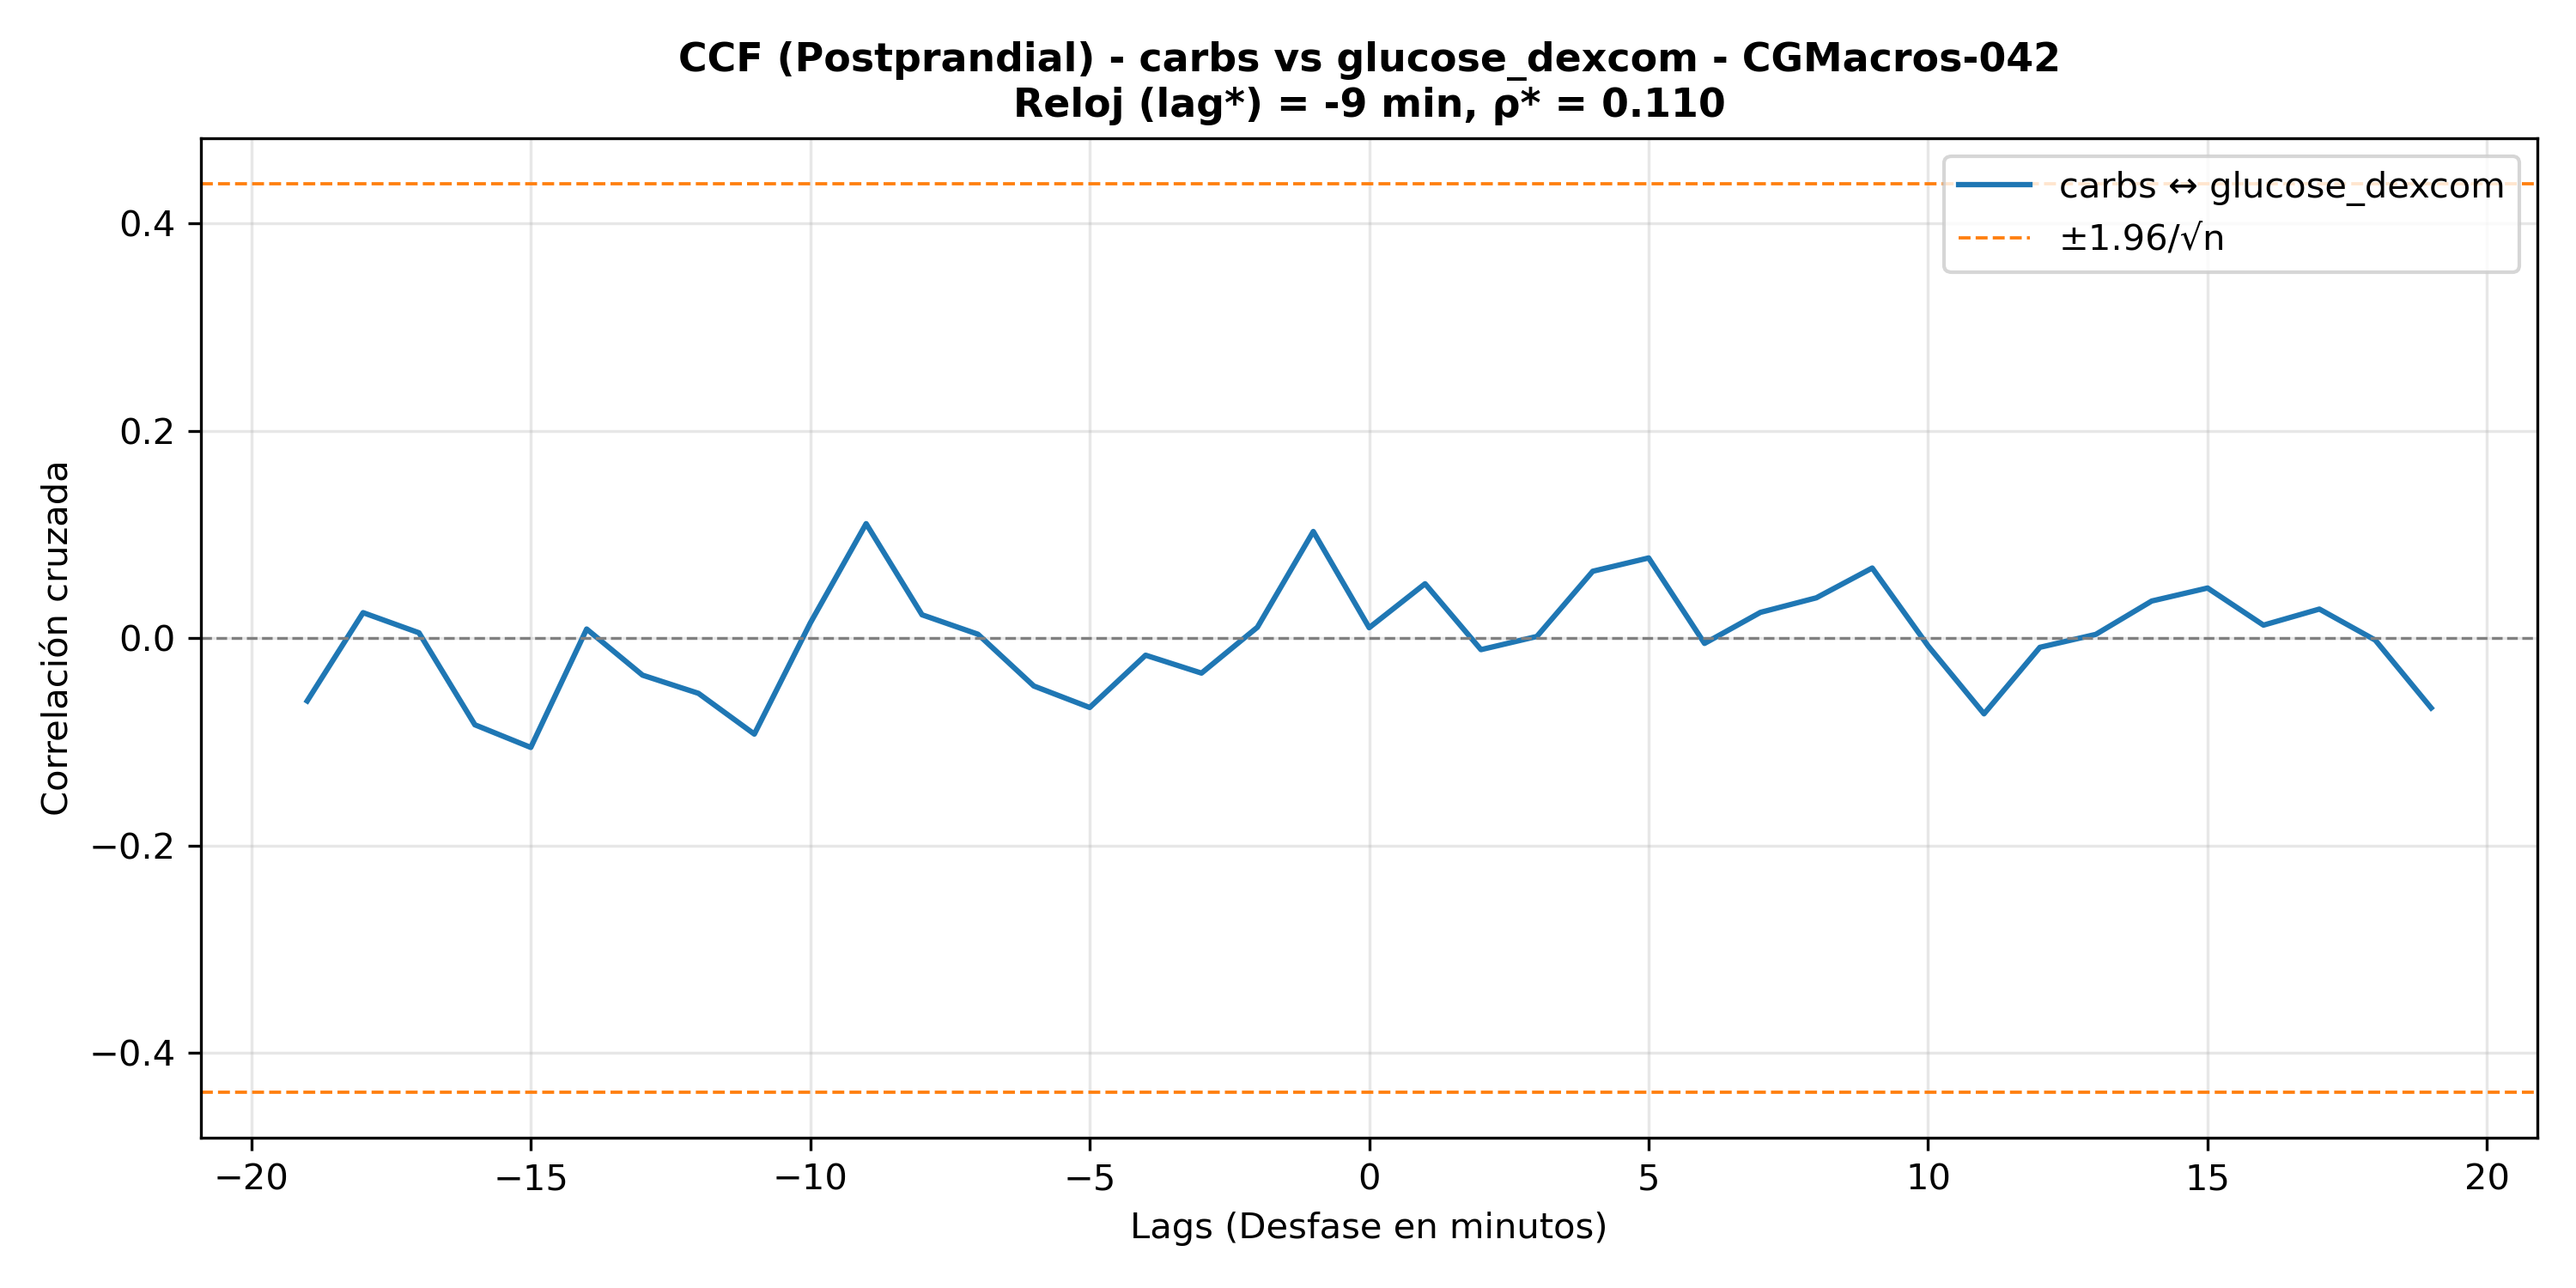 CCF (Postprandial) - carbs vs glucose_dexcom - CGMacros-042
Reloj (lag*) = -9 min, ρ* = 0.110
carbs ↔ glucose_dexcom
±1.96/√n
Correlación cruzada
0.4
0.2
0.0
−0.2
−0.4
−20 −15 −10 −5 0 5 10 15 20
Lags (Desfase en minutos)